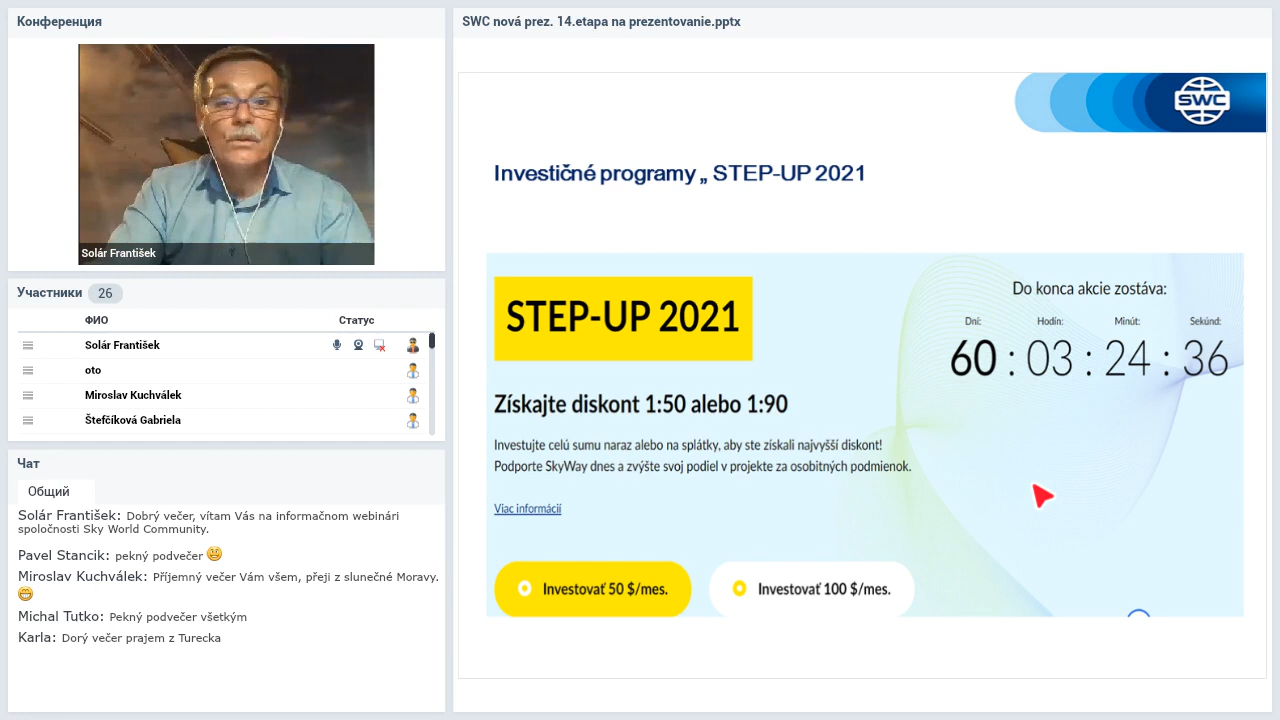 Конференция
Solár František
Участники 26
ФИО Статус
Solár František
oto
Miroslav Kuchválek
Štefčíková Gabriela
Чат
Общий
Solár František: Dobrý večer, vítam Vás na informačnom webinári
spoločnosti Sky World Community.
Pavel Stancik: pekný podvečer
Miroslav Kuchválek: Příjemný večer Vám všem, přeji z slunečné Moravy.
Michal Tutko: Pekný podvečer všetkým
Karla: Dorý večer prajem z Turecka
SWC nová prez. 14.etapa na prezentovanie.pptx
SWC
Investičné programy „ STEP-UP 2021
STEP-UP 2021
Do konca akcie zostáva:
Dní: Hodín: Minút: Sekúnd:
60 : 03 : 24 : 36
Získajte diskont 1:50 alebo 1:90
Investujte celú sumu naraz alebo na splátky, aby ste získali najvyšší diskont!
Podporte SkyWay dnes a zvýšte svoj podiel v projekte za osobitných podmienok.
Viac informácií
Investovať 50 $/mes. Investovať 100 $/mes.